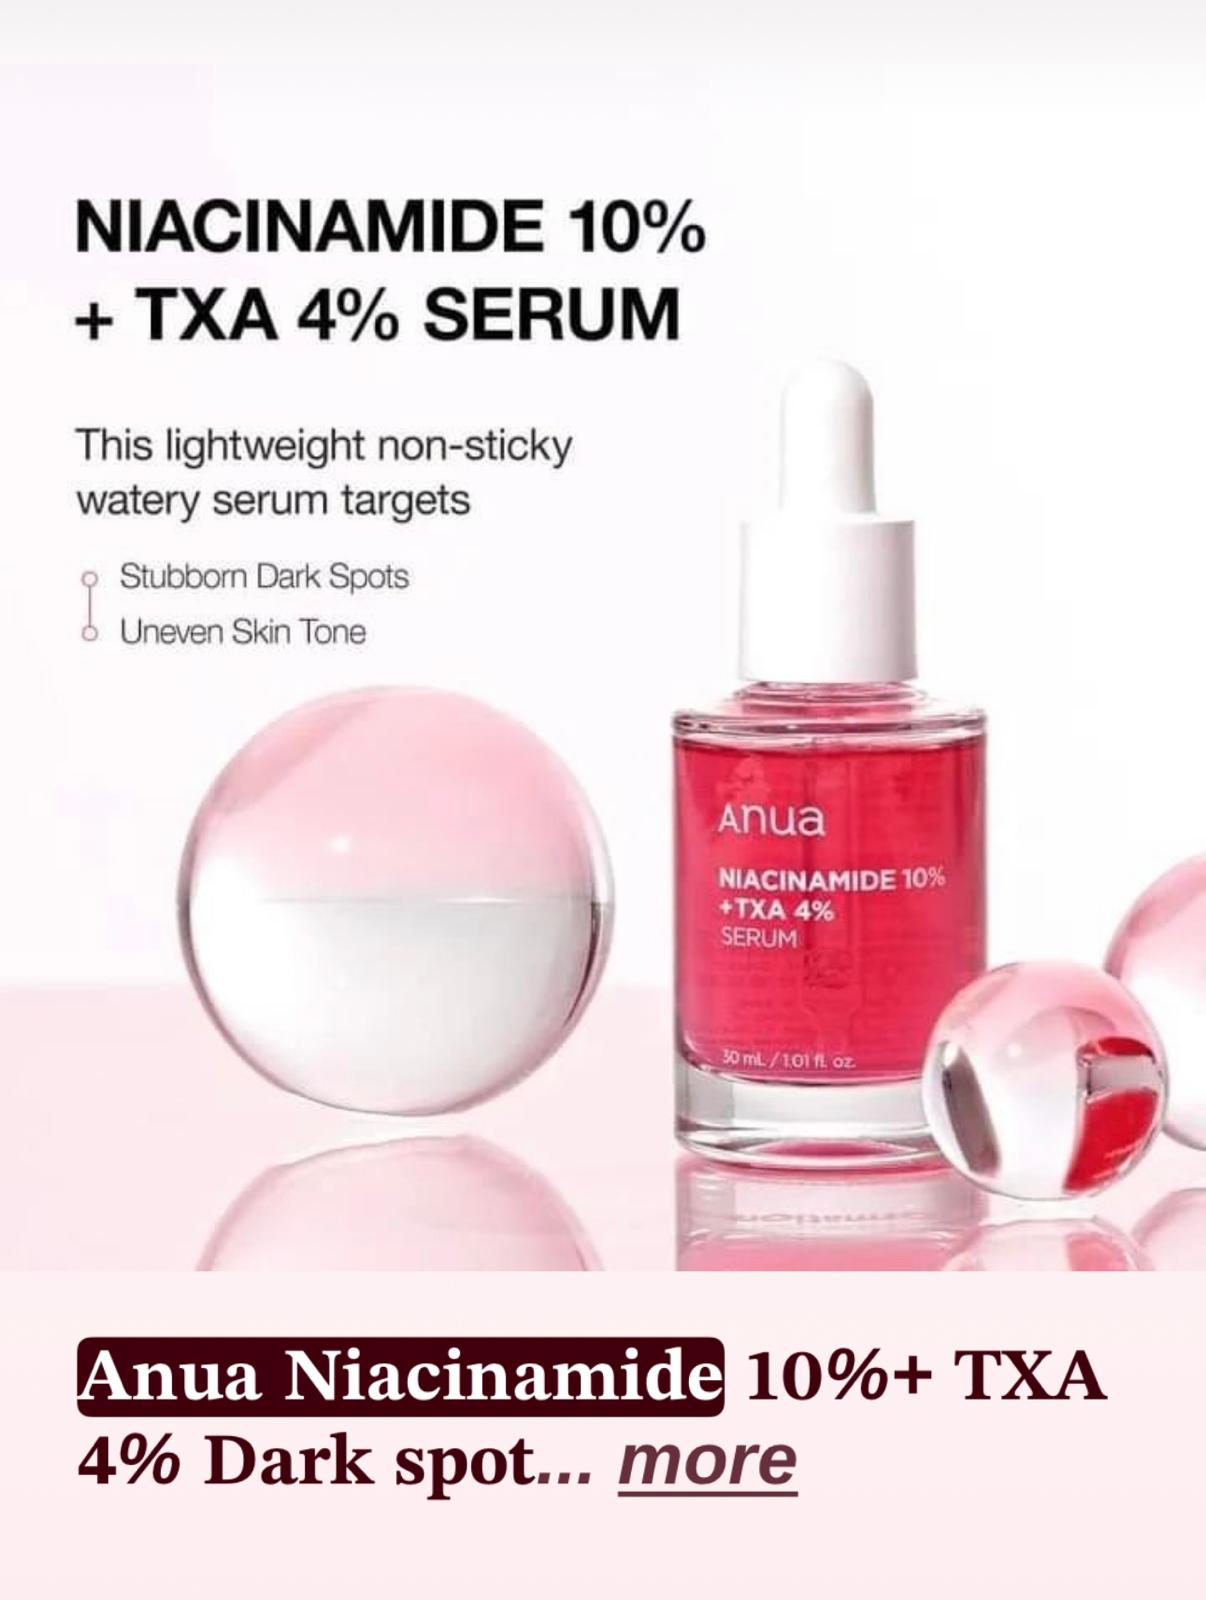 NIACINAMIDE 10%
+ TXA 4% SERUM
This lightweight non-sticky
watery serum targets
Stubborn Dark Spots
Uneven Skin Tone
Anua
NIACINAMIDE 10%
+TXA 4%
SERUM
30 mL / 1.01 fl. oz.
Anua Niacinamide 10%+ TXA
4% Dark spot... more